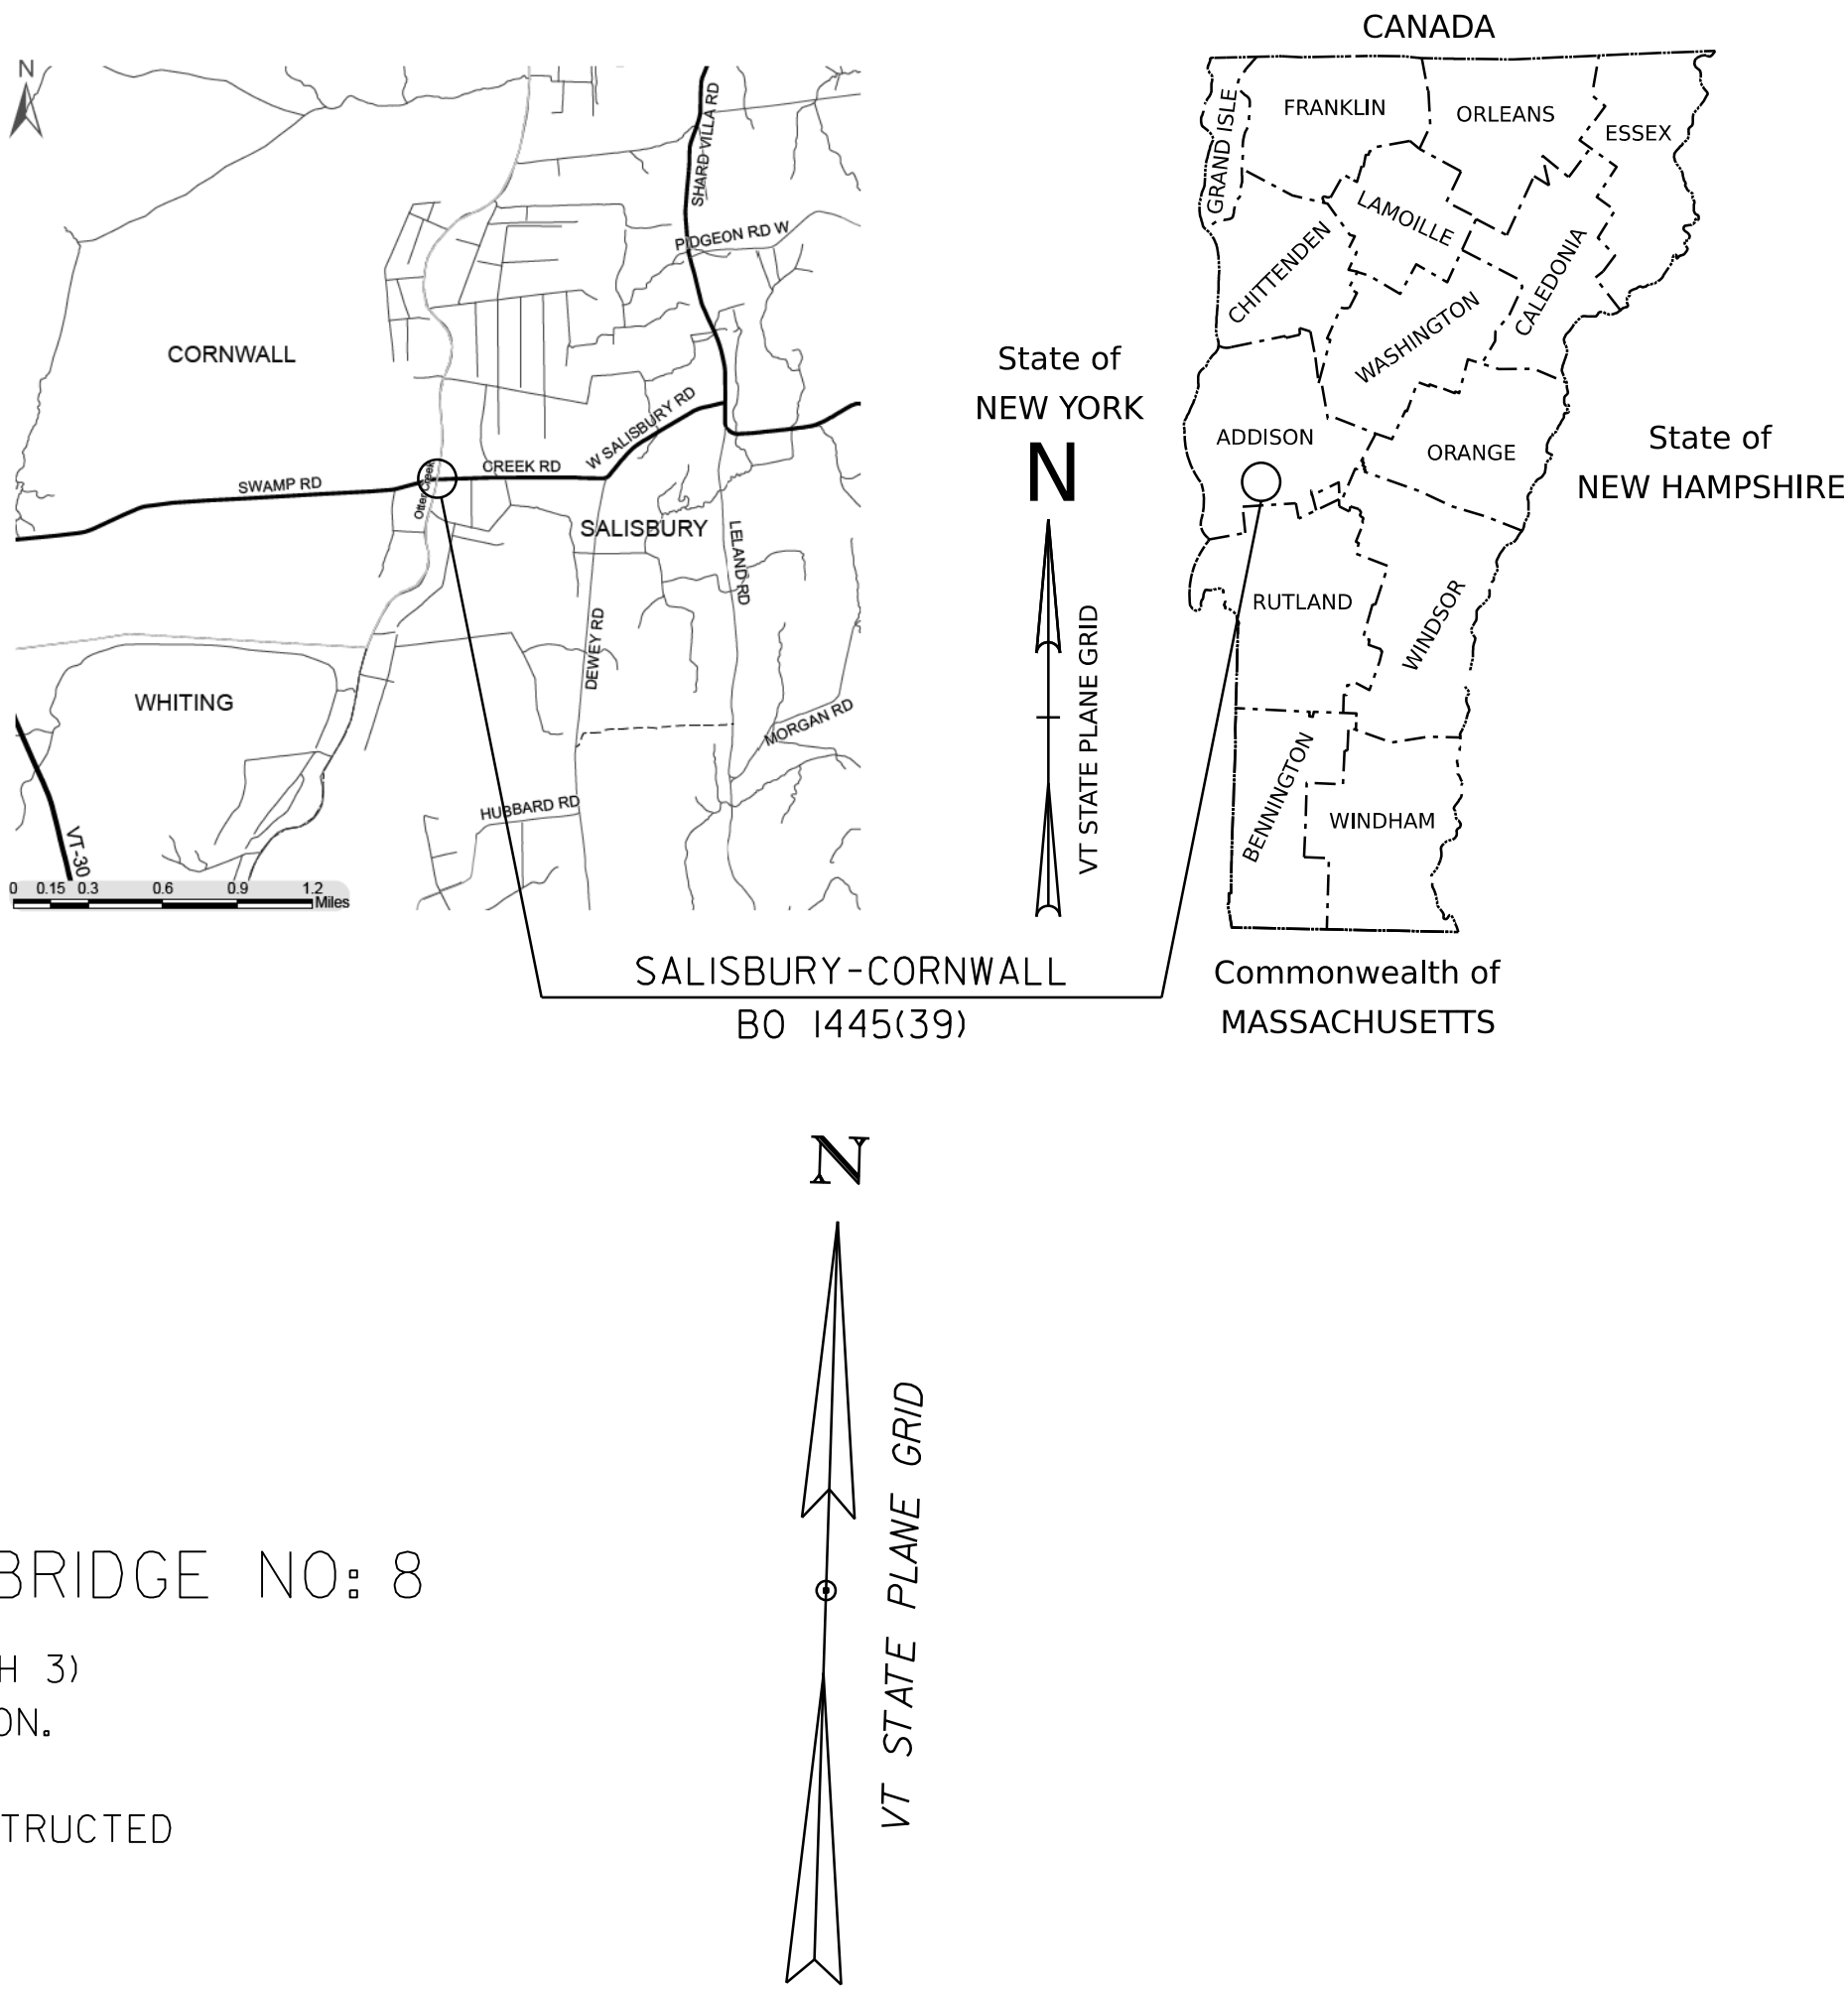 N
SHARD VILLA RD
PIDGEON RD W
CORNWALL
W SALISBURY RD
CREEK RD
SWAMP RD
Otter Creek
SALISBURY
LELAND RD
DEWEY RD
WHITING
MORGAN RD
HUBBARD RD
VT-30
0 0.15 0.3 0.6 0.9 1.2
Miles
CANADA
GRAND ISLE
FRANKLIN
ORLEANS
ESSEX
LAMOILLE
CHITTENDEN
CALEDONIA
WASHINGTON
State of
NEW YORK
ADDISON
ORANGE
State of
NEW HAMPSHIRE
N
VT STATE PLANE GRID
RUTLAND
WINDSOR
BENNINGTON
WINDHAM
SALISBURY-CORNWALL
BO 1445(39)
Commonwealth of
MASSACHUSETTS
N
VT STATE PLANE GRID
BRIDGE NO: 8
H 3)
ON.
TRUCTED